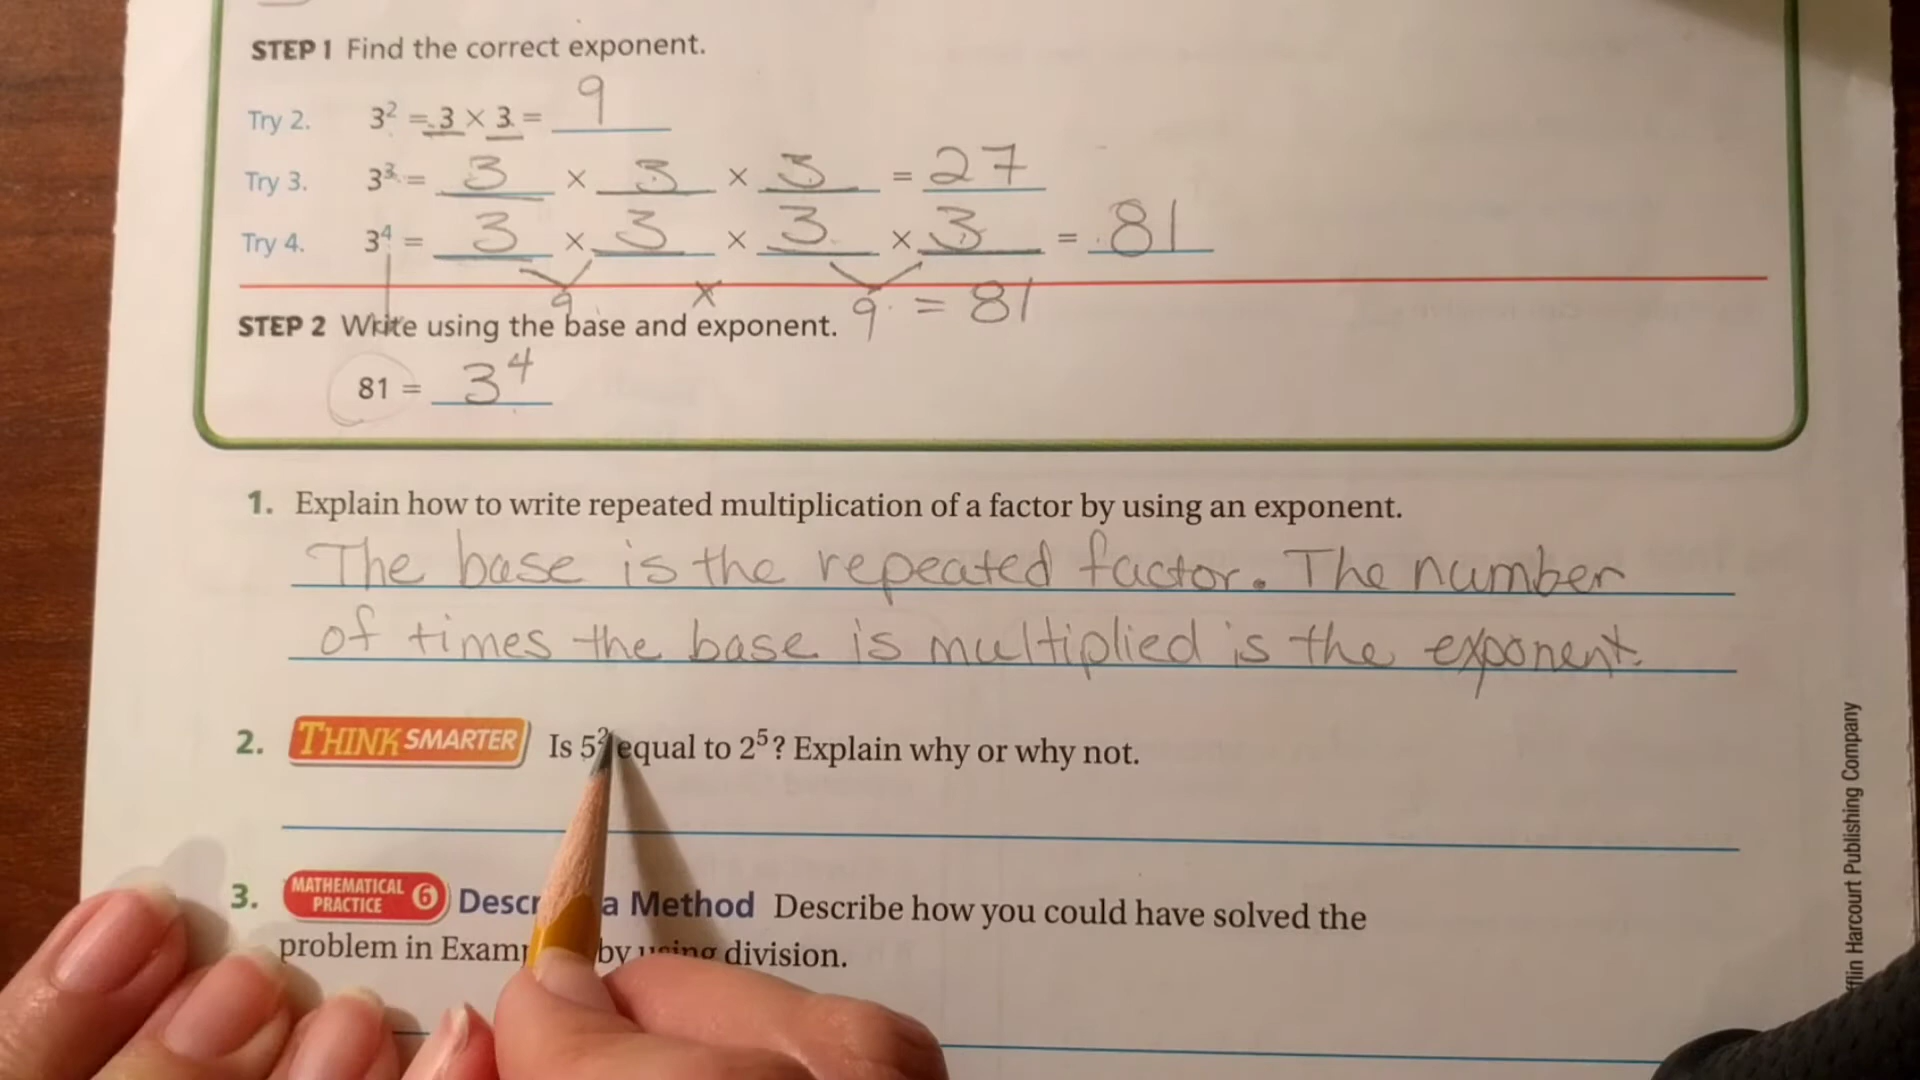 STEP 1 Find the correct exponent.
Try 2. 3² = 3 × 3 = 9
Try 3. 3³ = 3 × 3 × 3 = 27
Try 4. 3⁴ = 3 × 3 × 3 × 3 = 81
9 × 9 = 81
STEP 2 Write using the base and exponent.
81 = 3⁴
1. Explain how to write repeated multiplication of a factor by using an exponent.
The base is the repeated factor. The number
of times the base is multiplied is the exponent.
2. THINK SMARTER Is 5² equal to 2⁵? Explain why or why not.
3. MATHEMATICAL PRACTICE 6 a Method Describe how you could have solved the
problem in by using division.
Harcourt Publishing Company